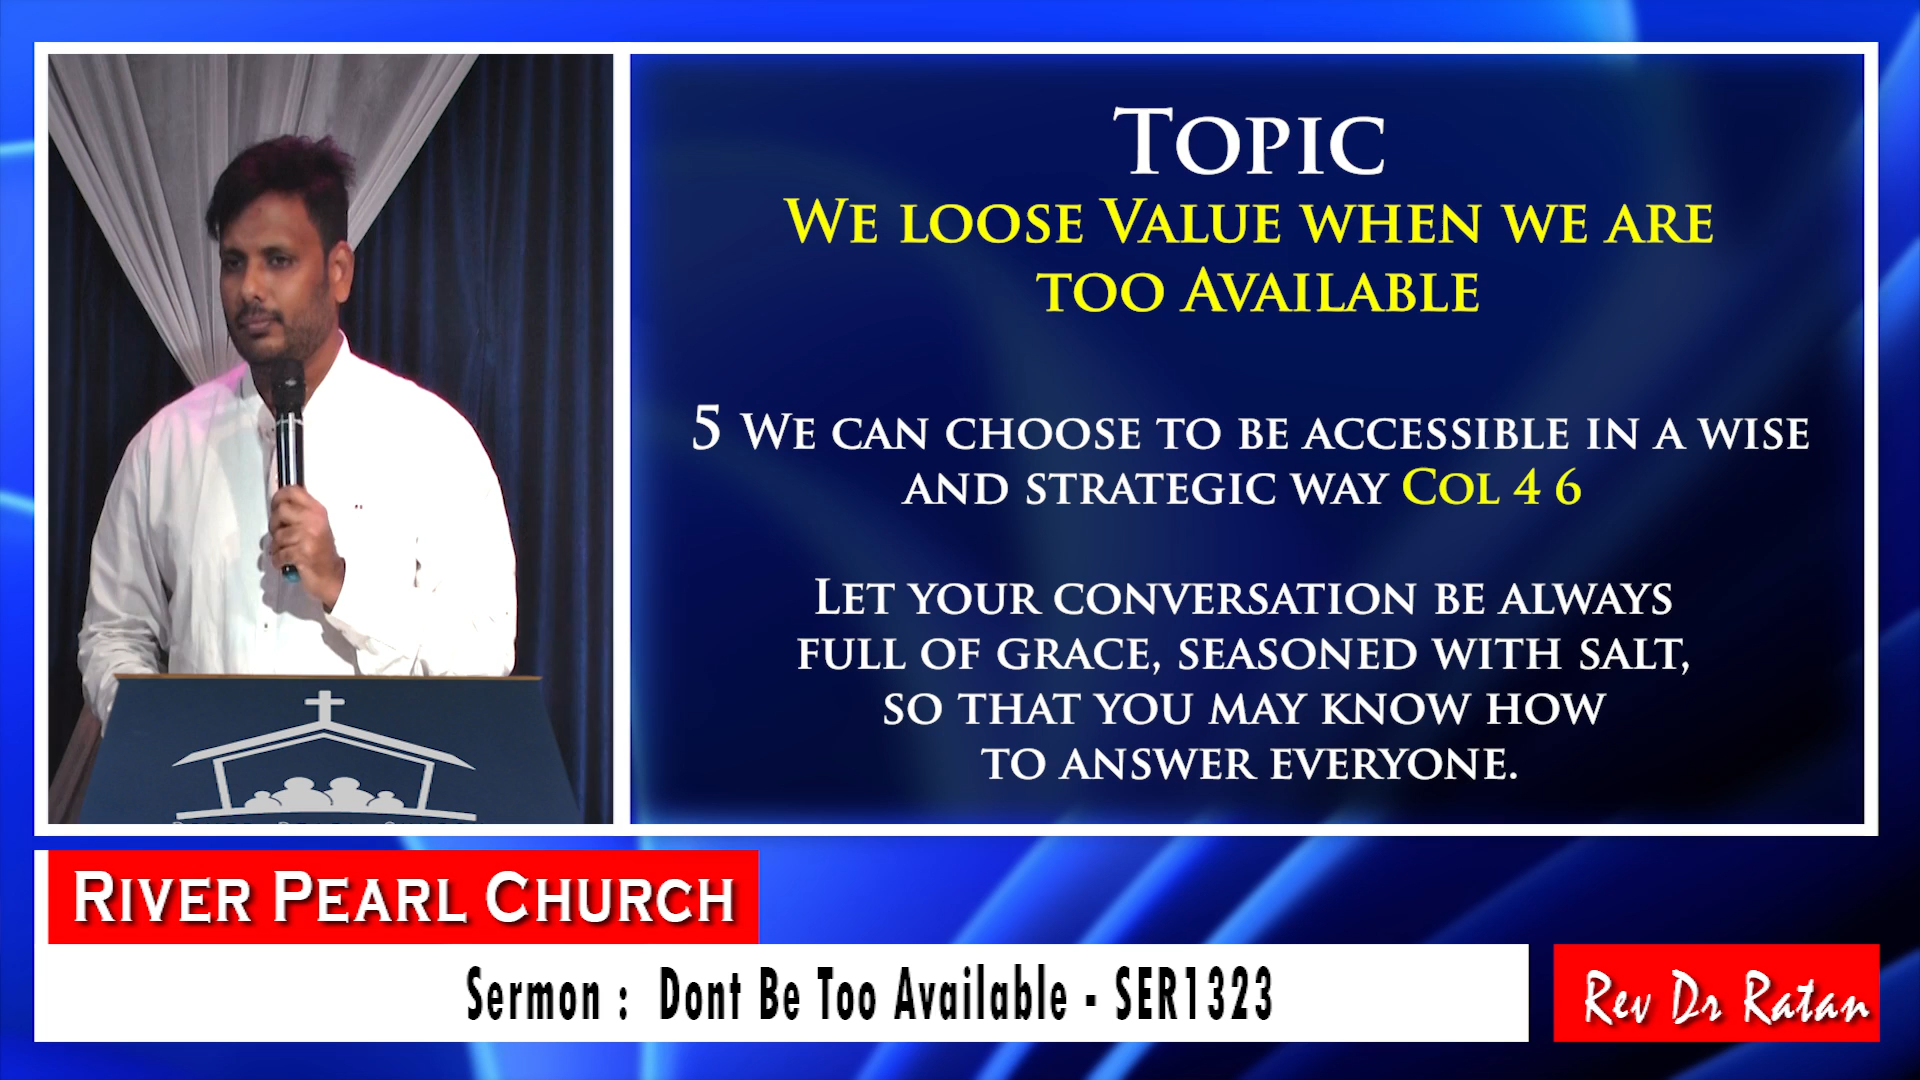 Topic
We loose Value when we are
too Available
5 We can choose to be accessible in a wise
and strategic way Col 4 6
Let your conversation be always
full of grace, seasoned with salt,
so that you may know how
to answer everyone.
River Pearl Church
Sermon : Dont Be Too Available - SER1323
Rev Dr Ratan